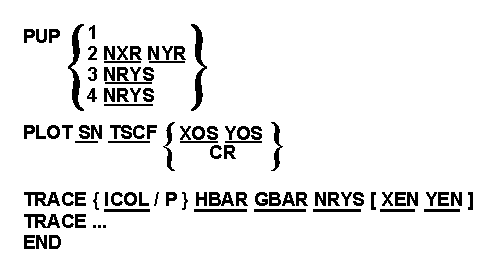 PUP { 1
2 NXR NYR
3 NRYS
4 NRYS }
PLOT SN TSCF { XOS YOS
CR }
TRACE { ICOL / P } HBAR GBAR NRYS [ XEN YEN ]
TRACE ...
END